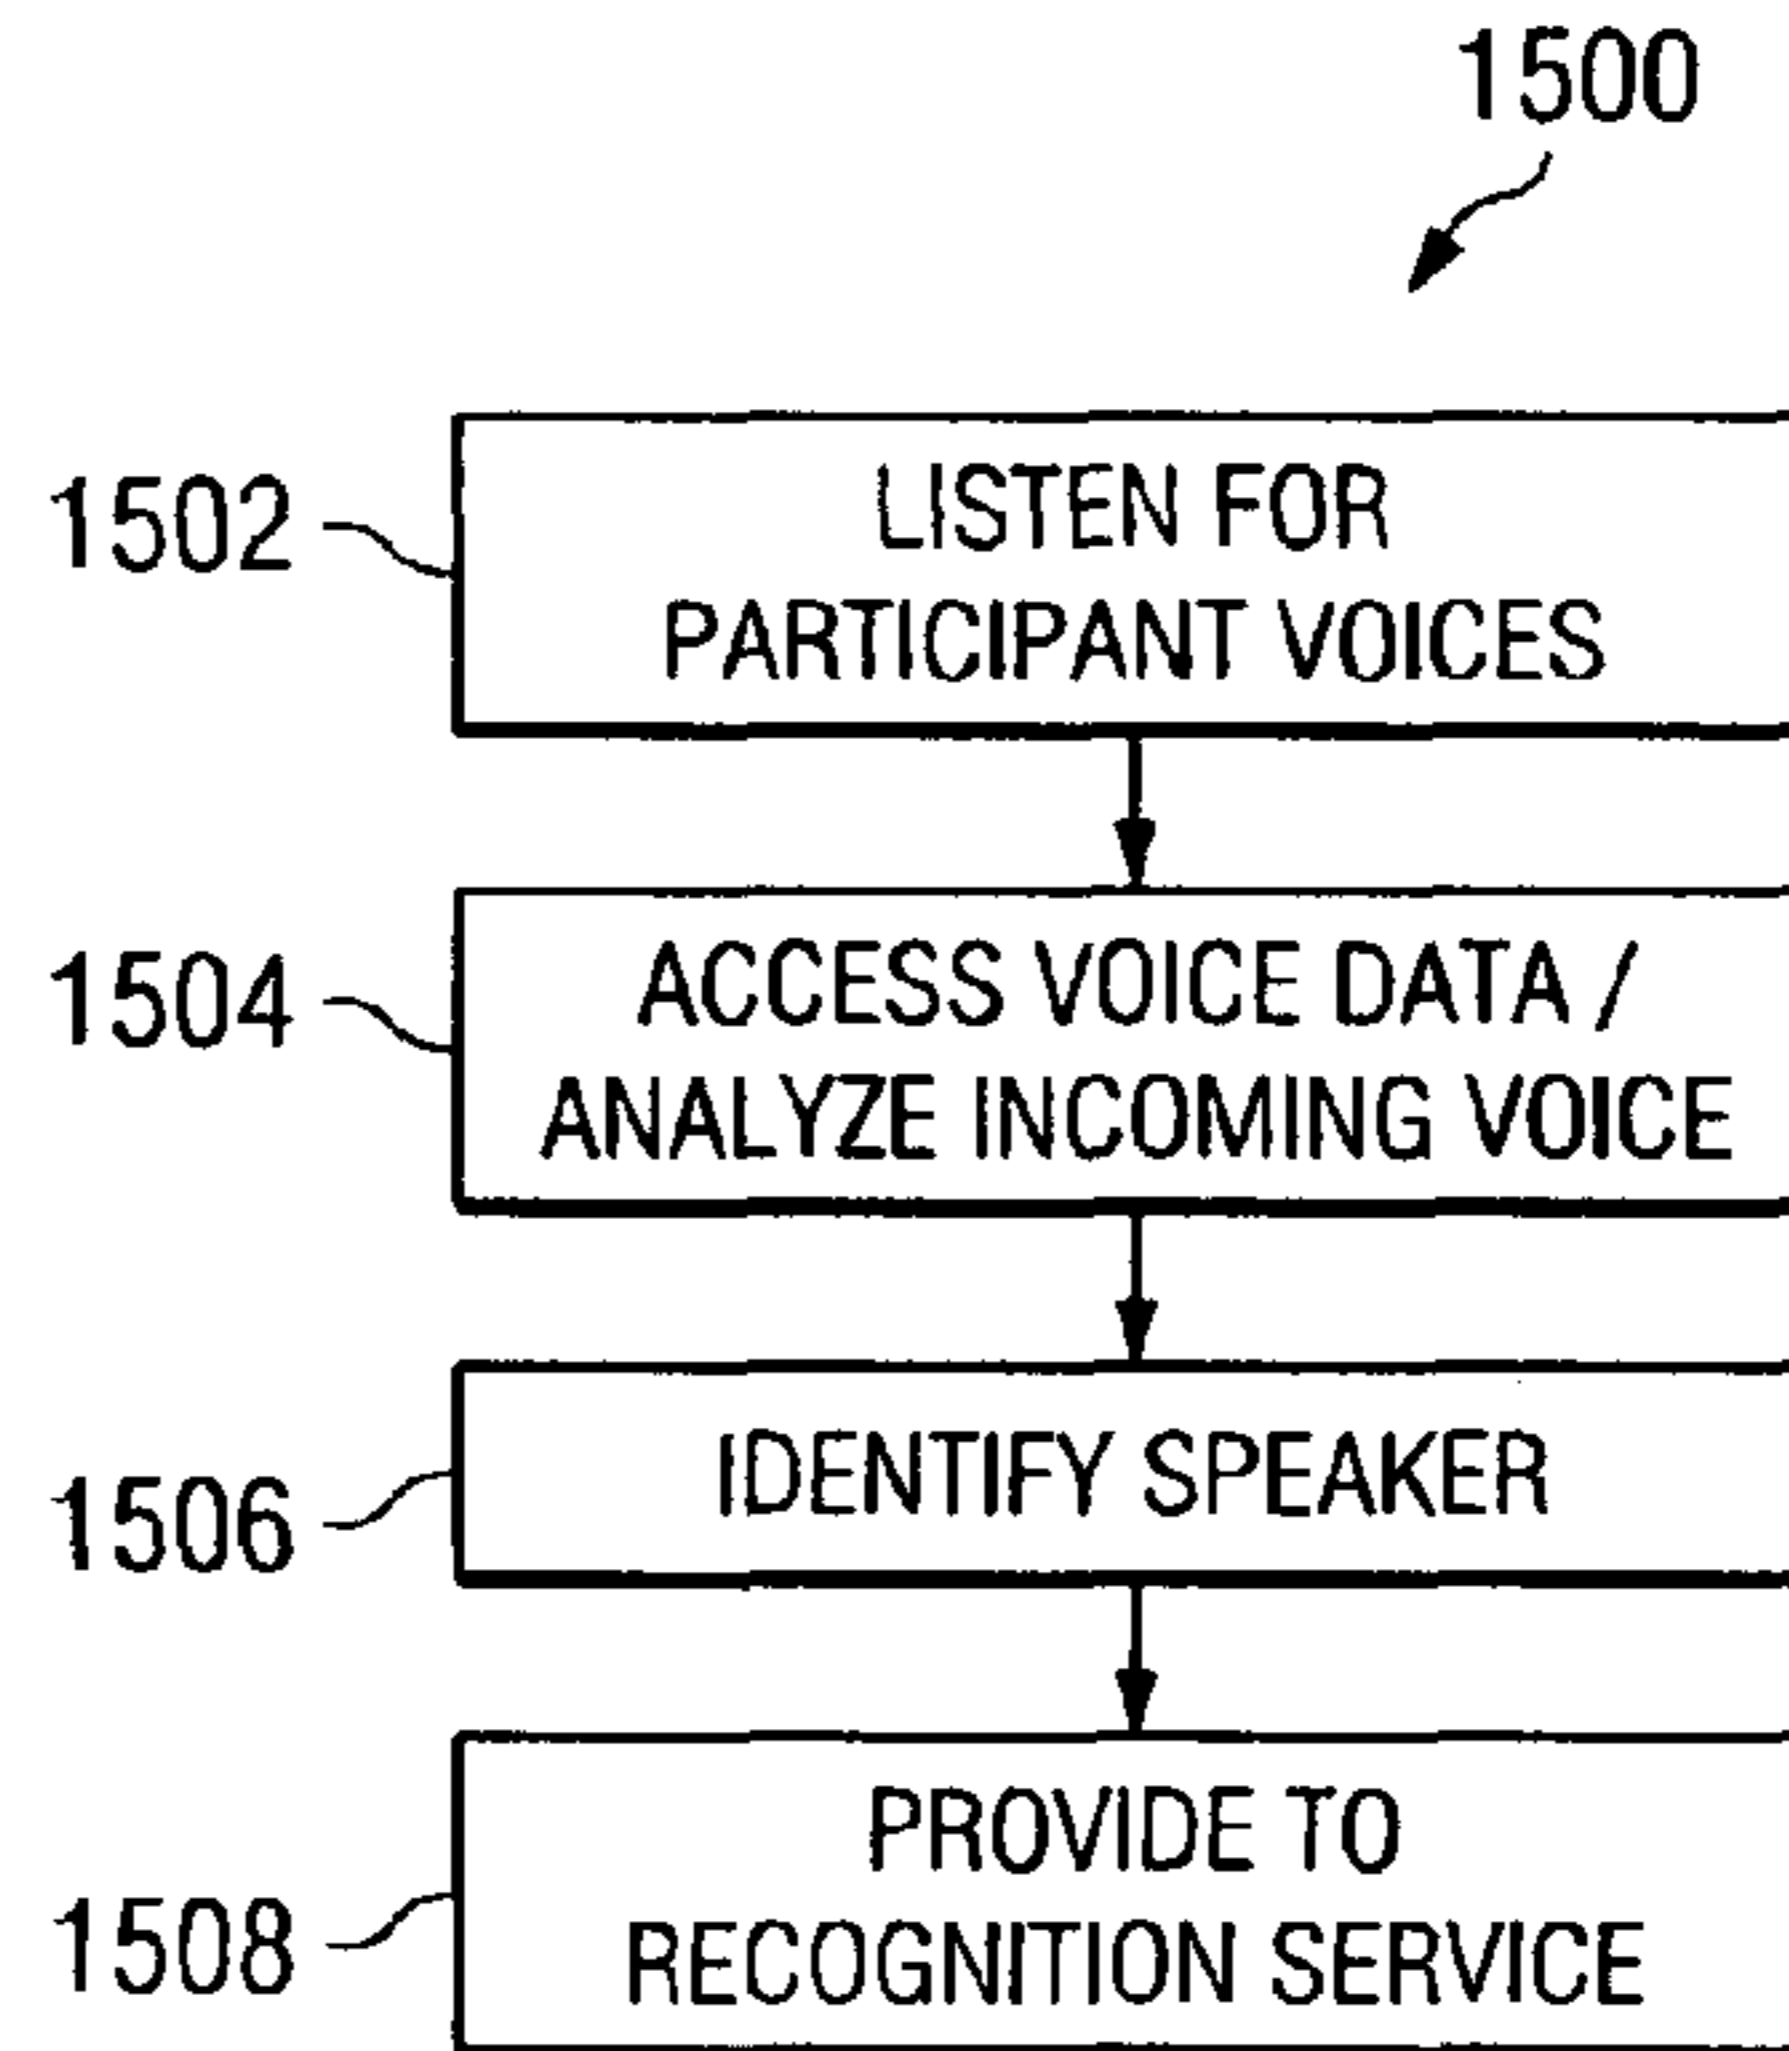 1500
1502
LISTEN FOR
PARTICIPANT VOICES
1504
ACCESS VOICE DATA /
ANALYZE INCOMING VOICE
1506
IDENTIFY SPEAKER
1508
PROVIDE TO
RECOGNITION SERVICE